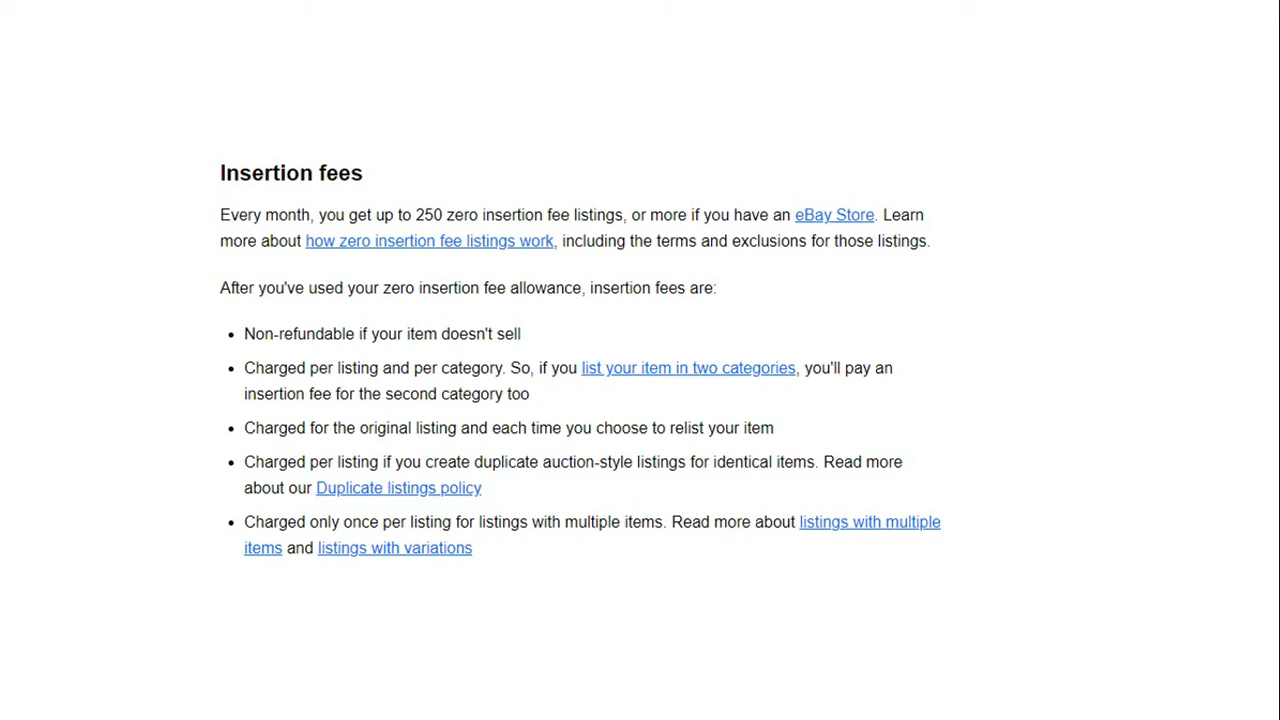 Insertion fees
Every month, you get up to 250 zero insertion fee listings, or more if you have an eBay Store. Learn
more about how zero insertion fee listings work, including the terms and exclusions for those listings.
After you've used your zero insertion fee allowance, insertion fees are:
• Non-refundable if your item doesn't sell
• Charged per listing and per category. So, if you list your item in two categories, you'll pay an
insertion fee for the second category too
• Charged for the original listing and each time you choose to relist your item
• Charged per listing if you create duplicate auction-style listings for identical items. Read more
about our Duplicate listings policy
• Charged only once per listing for listings with multiple items. Read more about listings with multiple
items and listings with variations